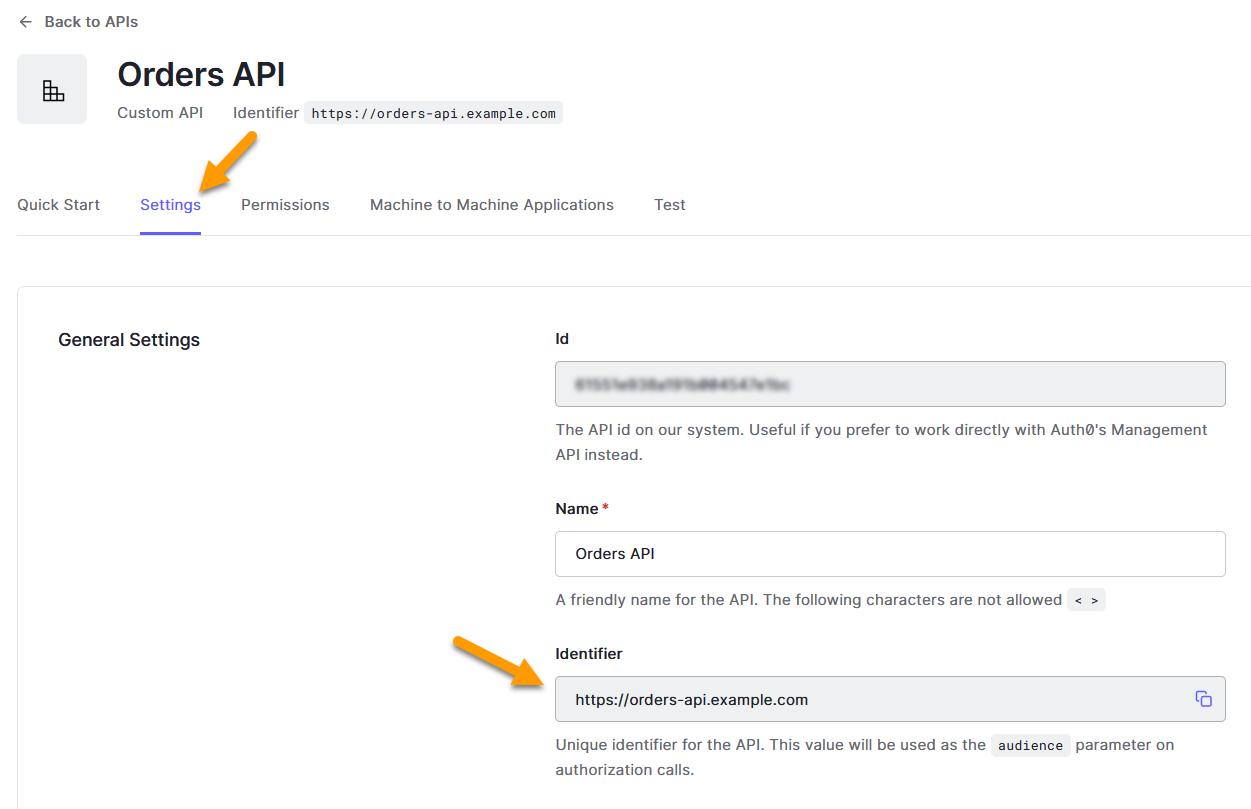 Back to APIs
Orders API
Custom API Identifier https://orders-api.example.com
Quick Start Settings Permissions Machine to Machine Applications Test
General Settings
Id
The API id on our system. Useful if you prefer to work directly with Auth0's Management
API instead.
Name *
Orders API
A friendly name for the API. The following characters are not allowed < >
Identifier
https://orders-api.example.com
Unique identifier for the API. This value will be used as the audience parameter on
authorization calls.